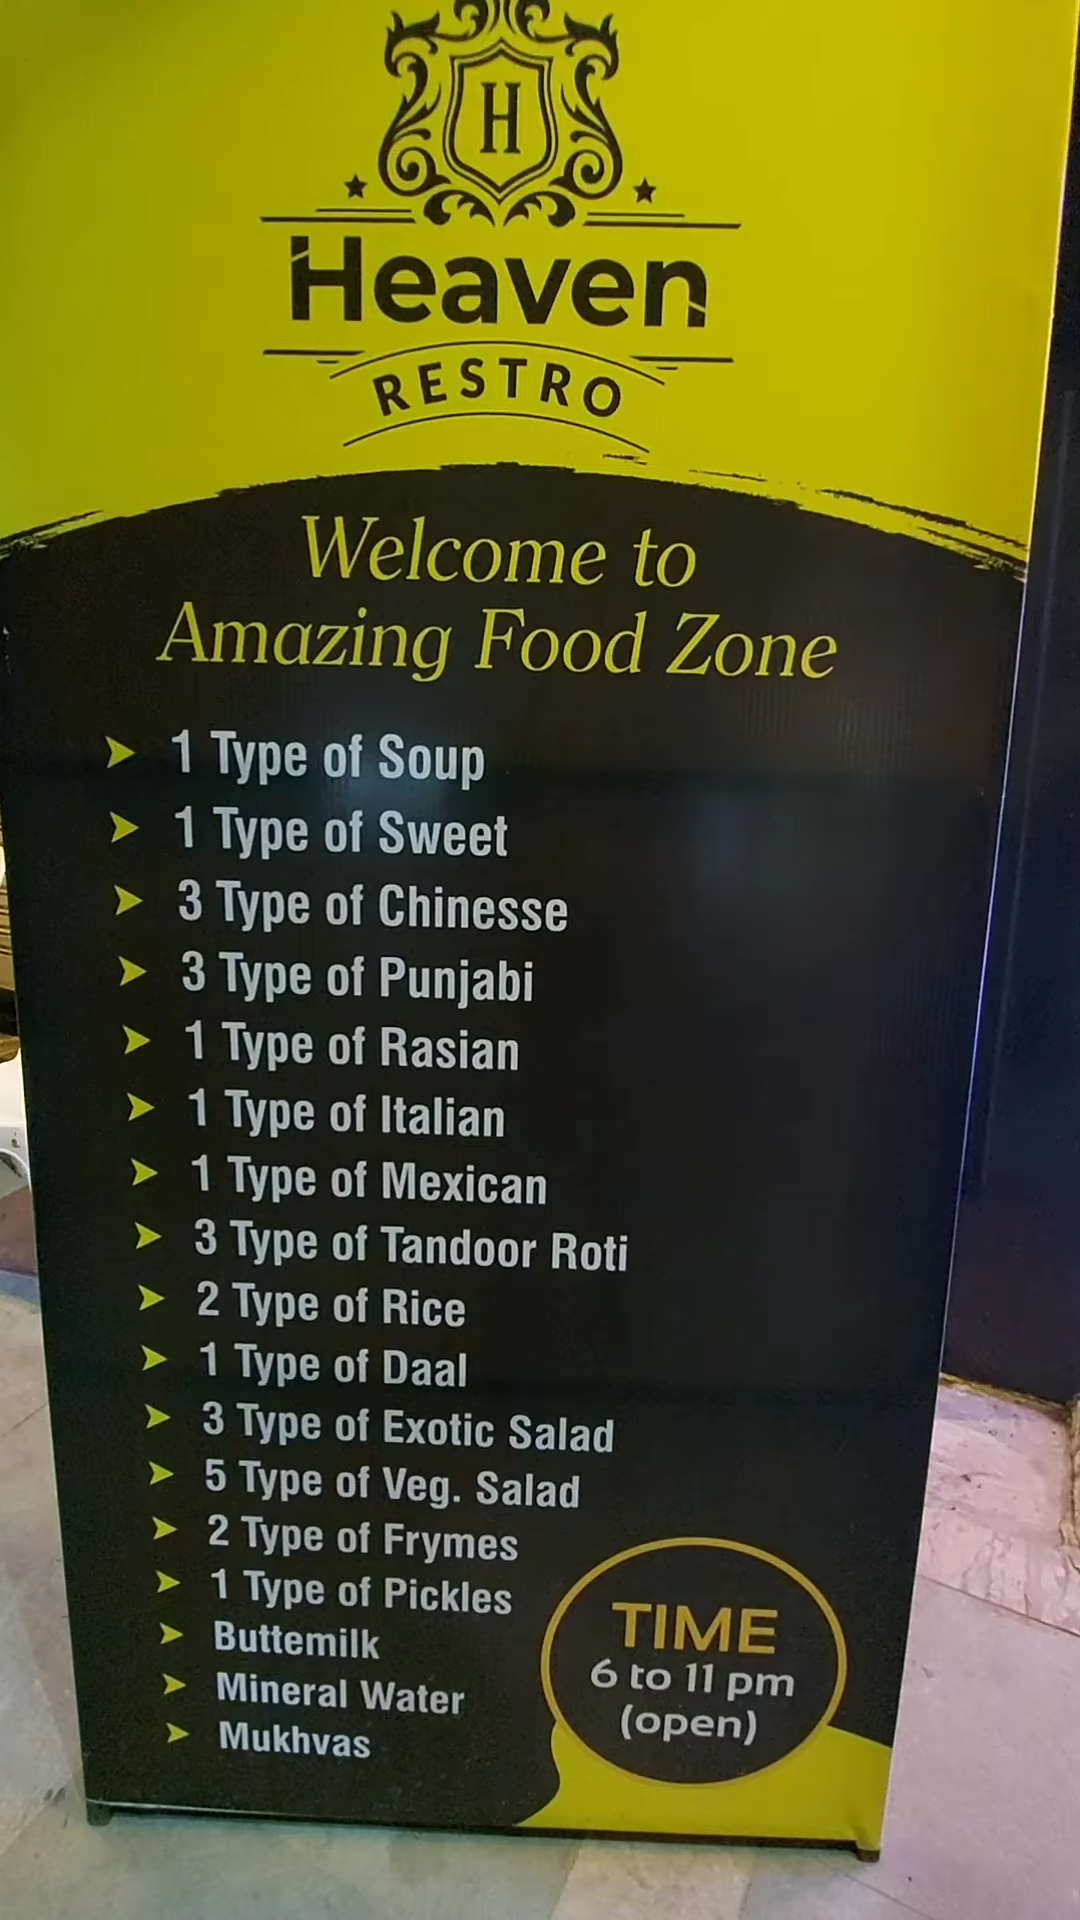 H
Heaven
RESTRO
Welcome to
Amazing Food Zone
1 Type of Soup
1 Type of Sweet
3 Type of Chinesse
3 Type of Punjabi
1 Type of Rasian
1 Type of Italian
1 Type of Mexican
3 Type of Tandoor Roti
2 Type of Rice
1 Type of Daal
3 Type of Exotic Salad
5 Type of Veg. Salad
2 Type of Frymes
1 Type of Pickles
Buttemilk
Mineral Water
Mukhvas
TIME
6 to 11 pm
(open)